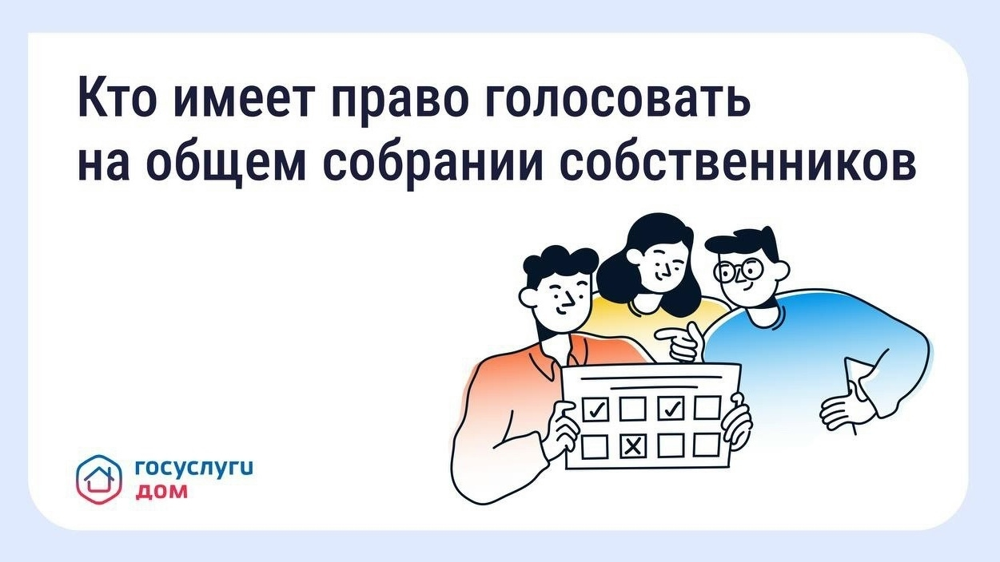 Кто имеет право голосовать
на общем собрании собственников
госуслуги
дом